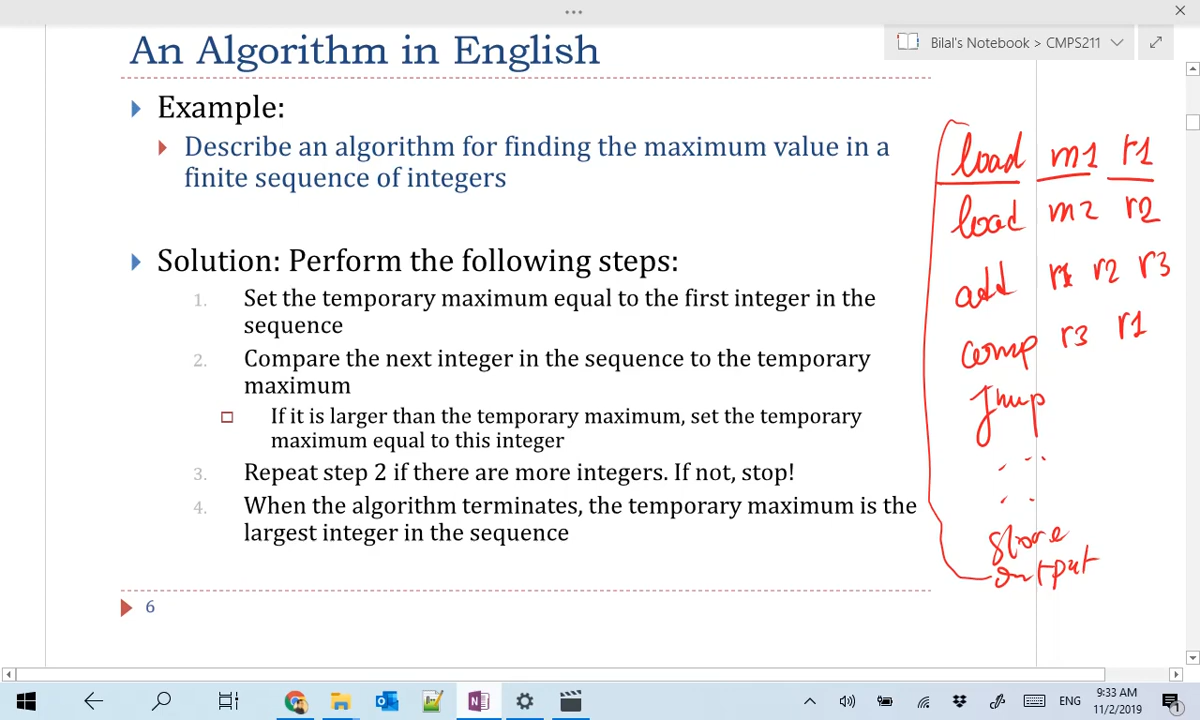 Bilal's Notebook > CMPS211
An Algorithm in English
Example:
Describe an algorithm for finding the maximum value in a
finite sequence of integers
Solution: Perform the following steps:
1. Set the temporary maximum equal to the first integer in the
sequence
2. Compare the next integer in the sequence to the temporary
maximum
If it is larger than the temporary maximum, set the temporary
maximum equal to this integer
3. Repeat step 2 if there are more integers. If not, stop!
4. When the algorithm terminates, the temporary maximum is the
largest integer in the sequence
6
load m1 r1
load m2 r2
add r1 r2 r3
comp r3 r1
Jump
store
output
ENG
9:33 AM
11/2/2019
1